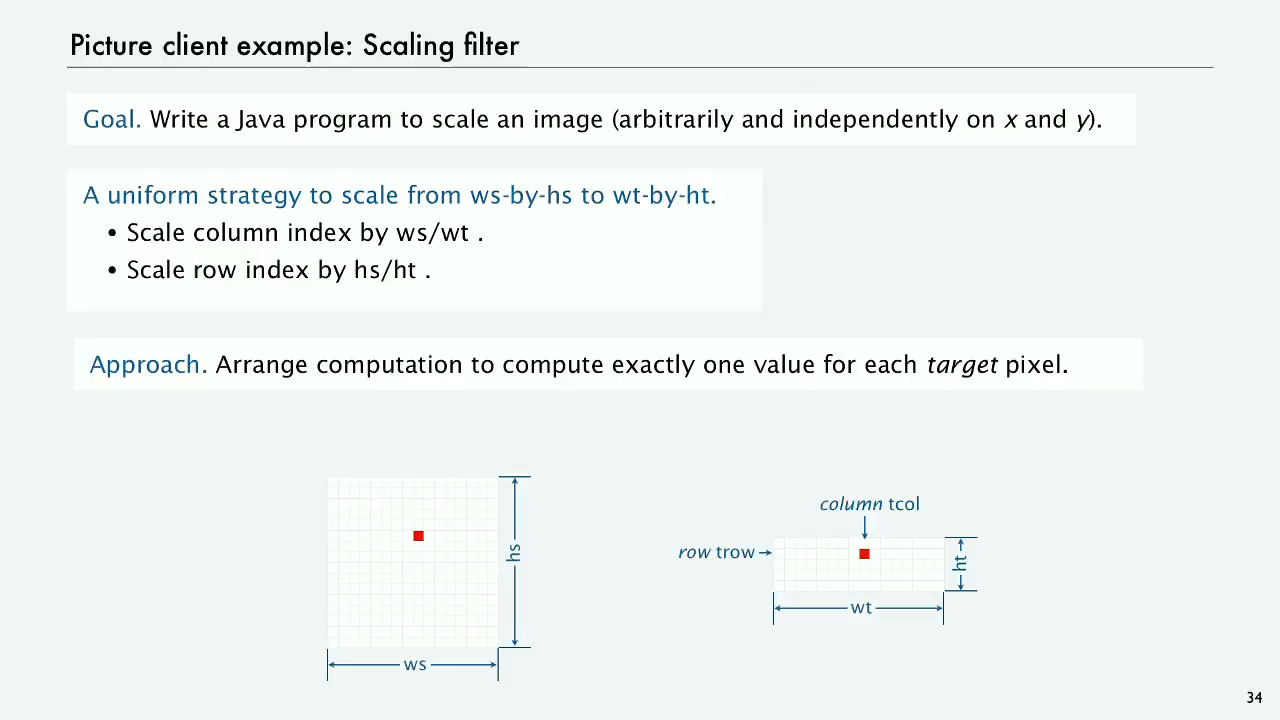 Picture client example: Scaling filter
Goal. Write a Java program to scale an image (arbitrarily and independently on x and y).
A uniform strategy to scale from ws-by-hs to wt-by-ht.
• Scale column index by ws/wt .
• Scale row index by hs/ht .
Approach. Arrange computation to compute exactly one value for each target pixel.
hs
ws
column tcol
row trow
ht
wt
34